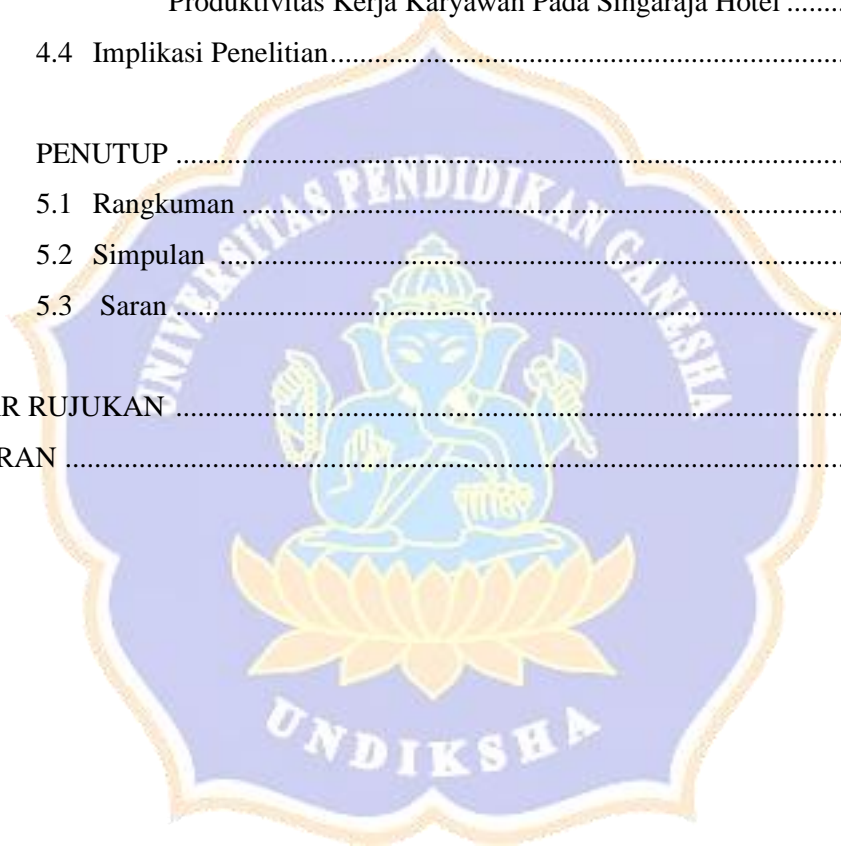 Produktivitas Kerja Karyawan Pada Singaraja Hotel ........
4.4 Implikasi Penelitian..........................................................................
PENUTUP ................................................................................................
5.1 Rangkuman ......................................................................................
5.2 Simpulan .........................................................................................
5.3 Saran ................................................................................................
R RUJUKAN ................................................................................................
RAN ................................................................................................................
UNIVERSITAS PENDIDIKAN GANESHA
UNDIKSHA